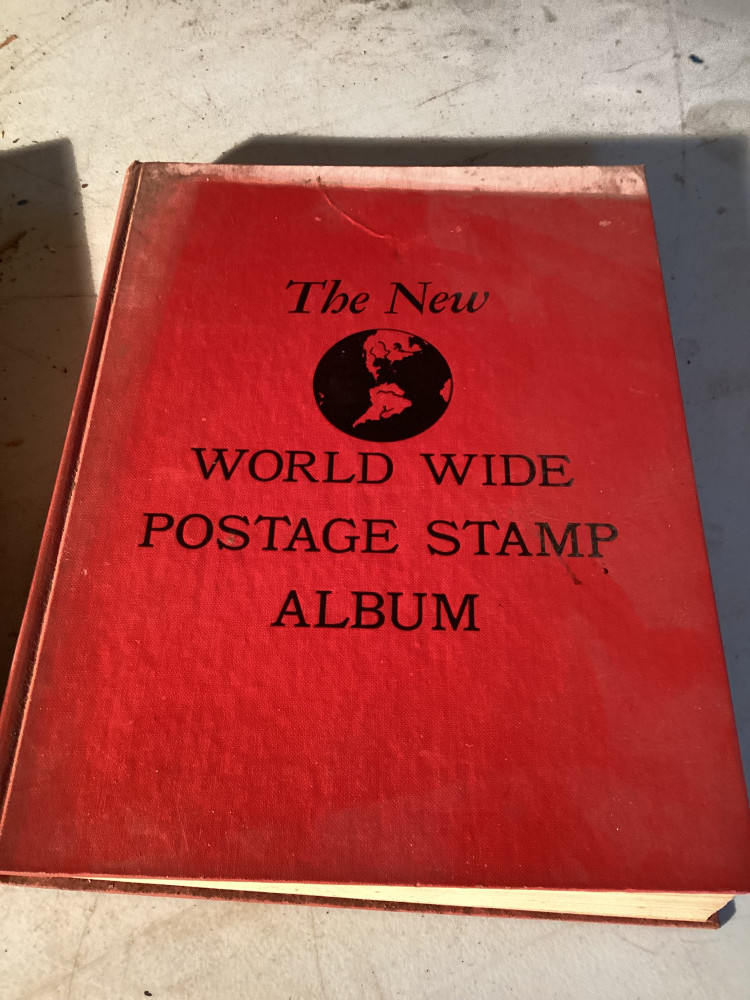 The New
WORLD WIDE
POSTAGE STAMP
ALBUM